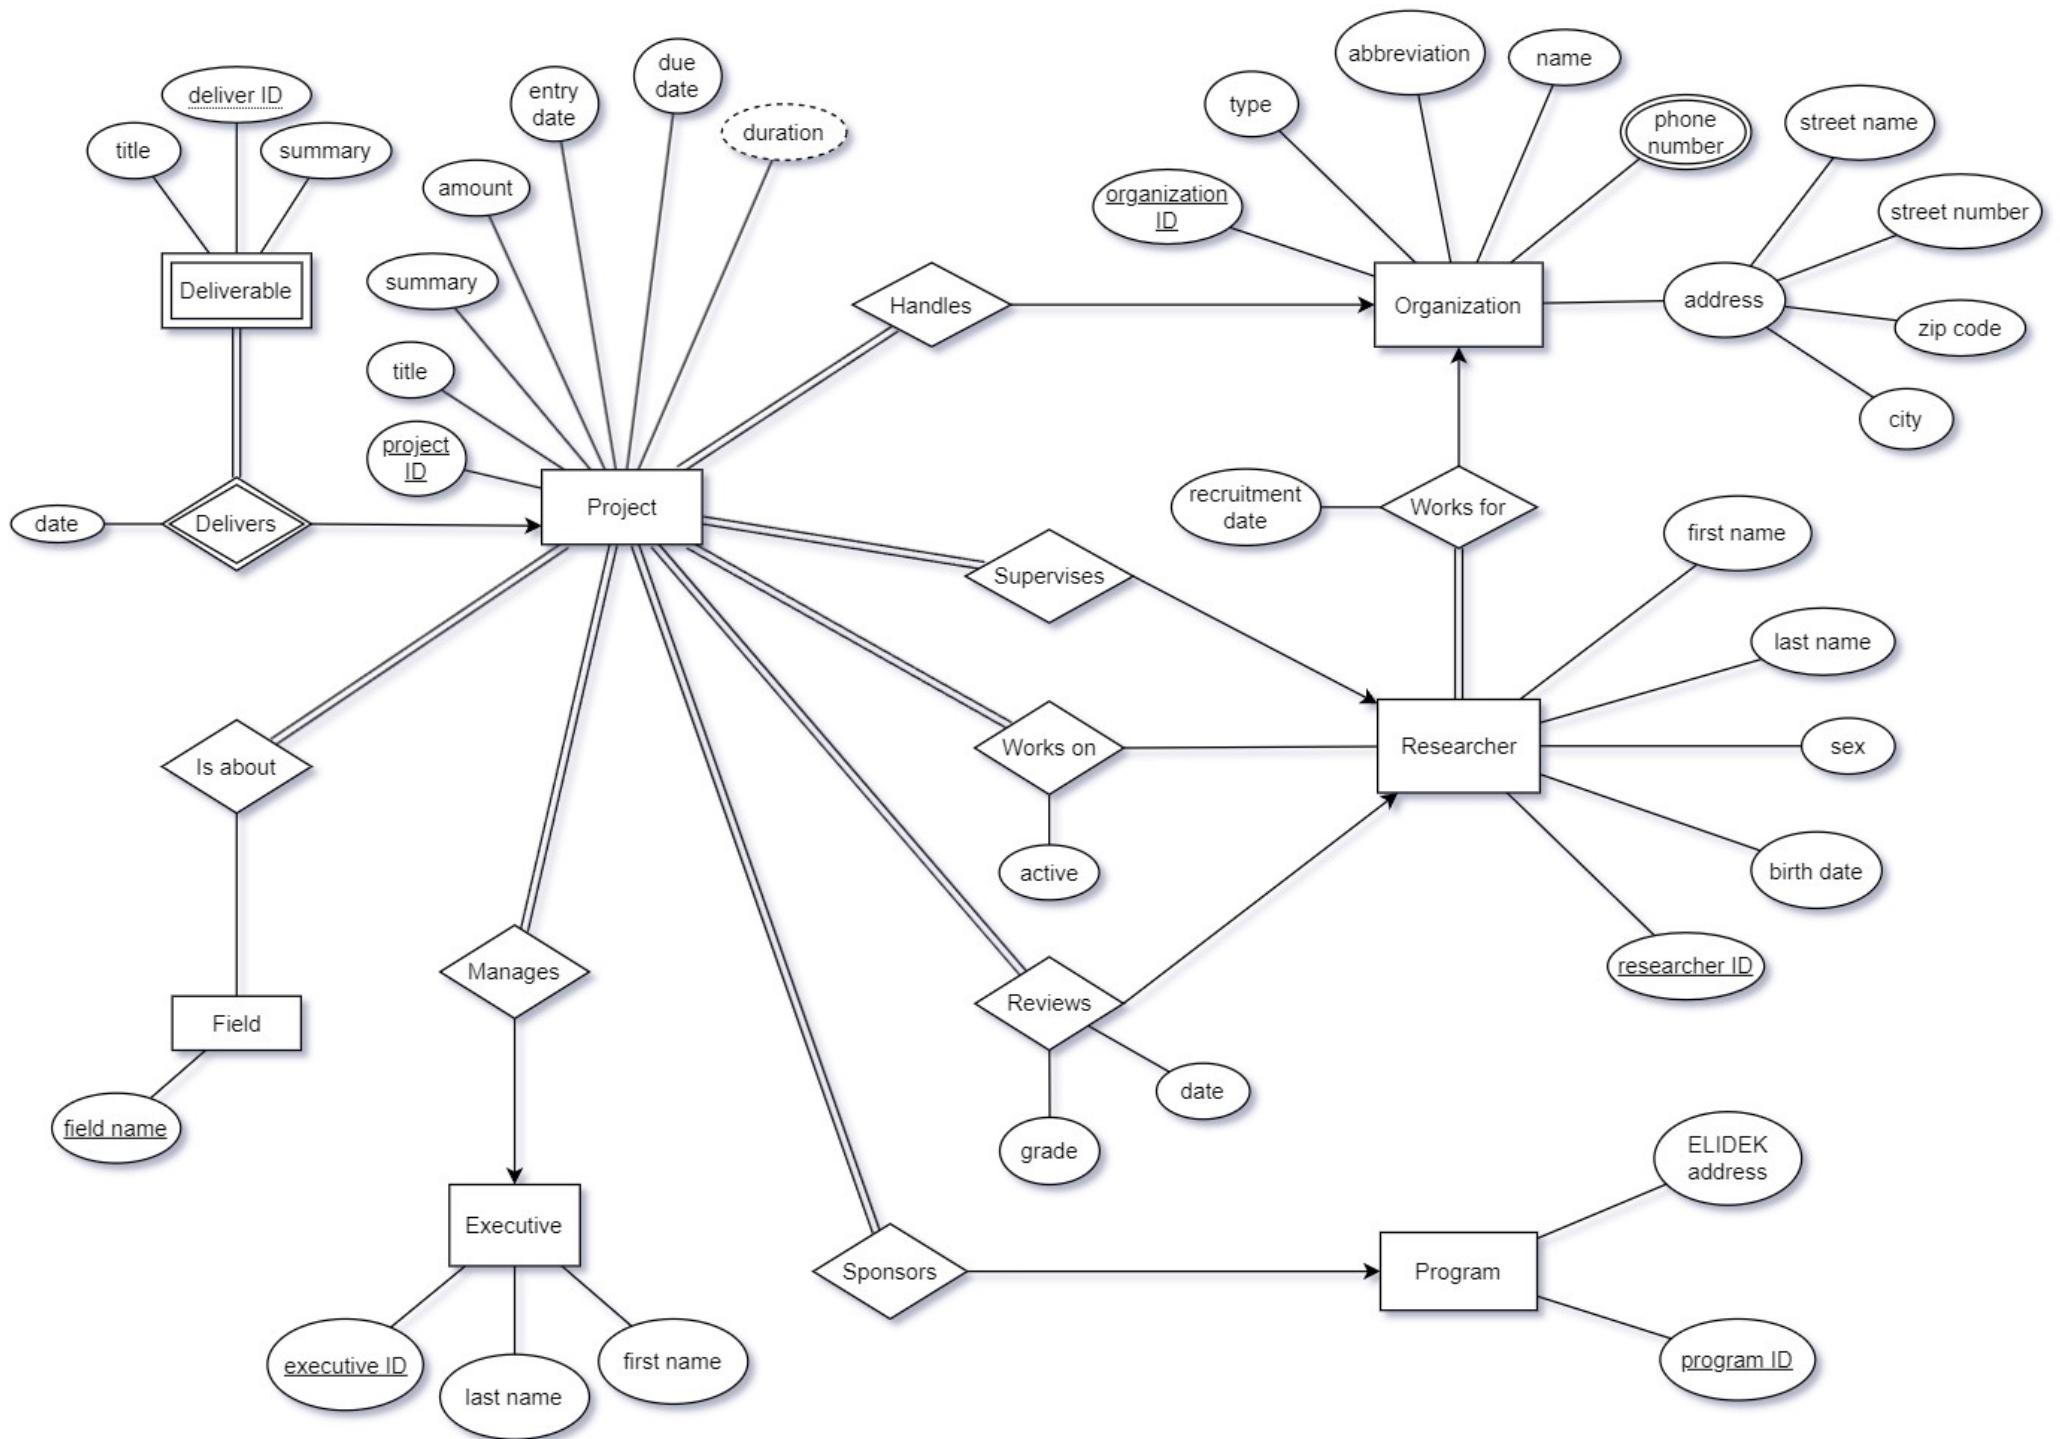 abbreviation
name
due
date
entry
date
deliver ID
type
phone
number
street name
duration
title
summary
amount
organization
ID
street number
summary
Deliverable
Handles
Organization
address
zip code
title
city
project
ID
Project
recruitment
date
Works for
date
Delivers
first name
Supervises
last name
Is about
Works on
Researcher
sex
active
birth date
Manages
researcher ID
Reviews
Field
date
field name
grade
ELIDEK
address
Executive
Sponsors
Program
executive ID
first name
program ID
last name